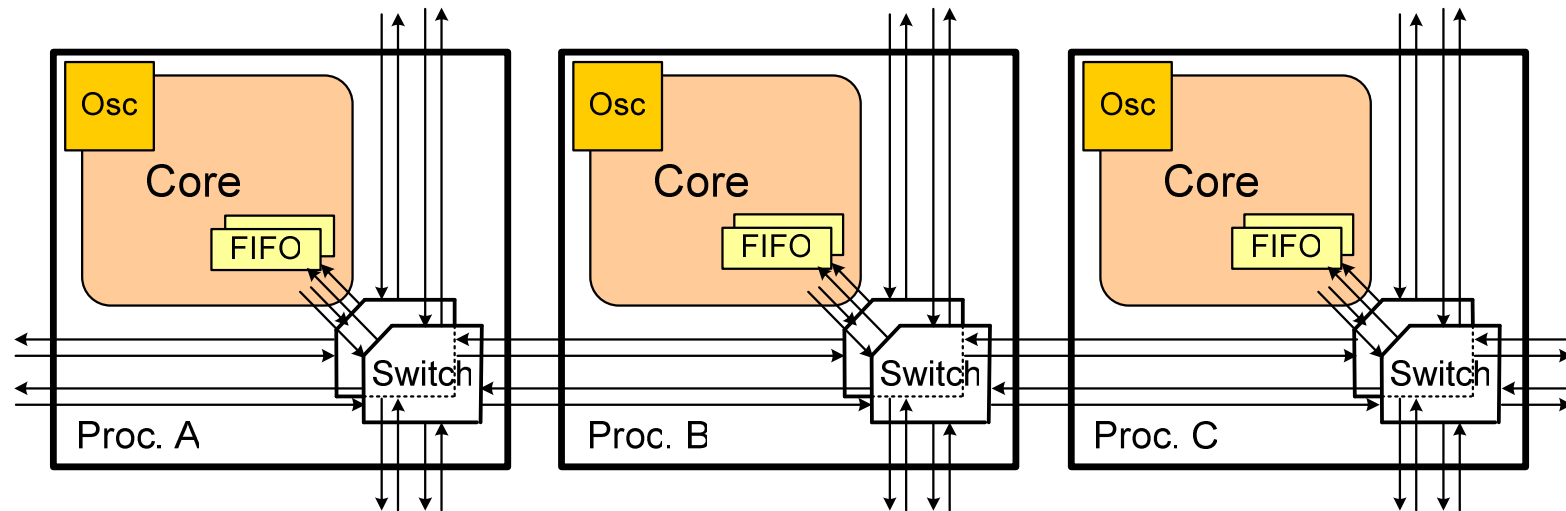 Osc
Core
FIFO
Switch
Proc. A
Osc
Core
FIFO
Switch
Proc. B
Osc
Core
FIFO
Switch
Proc. C